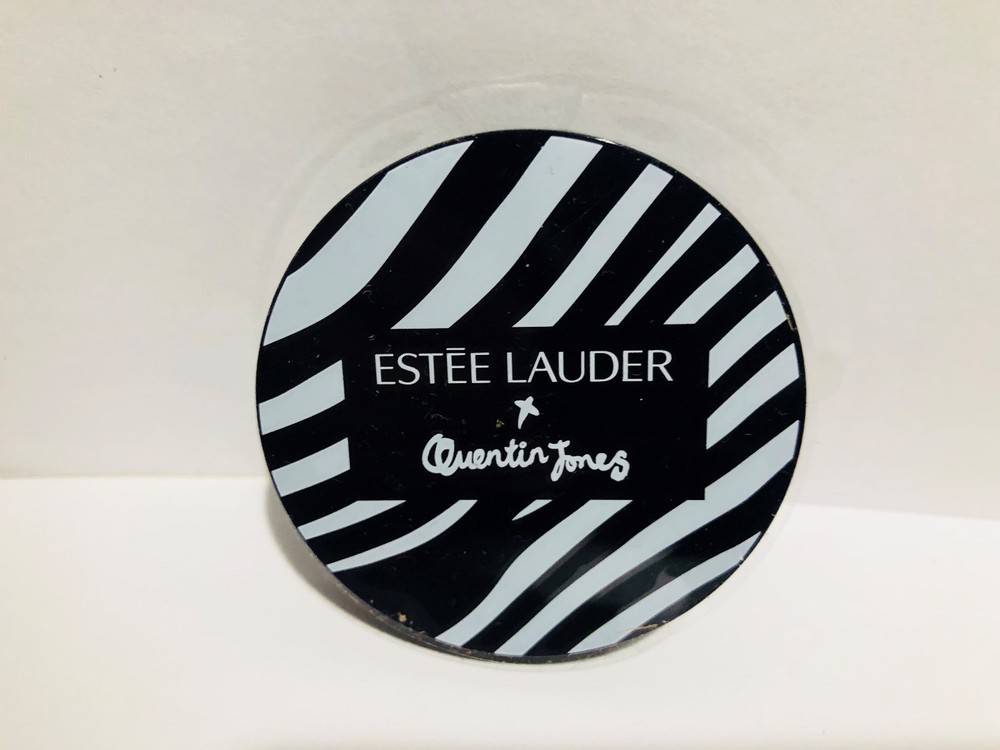 ESTĒE LAUDER
x
Quentin Jones